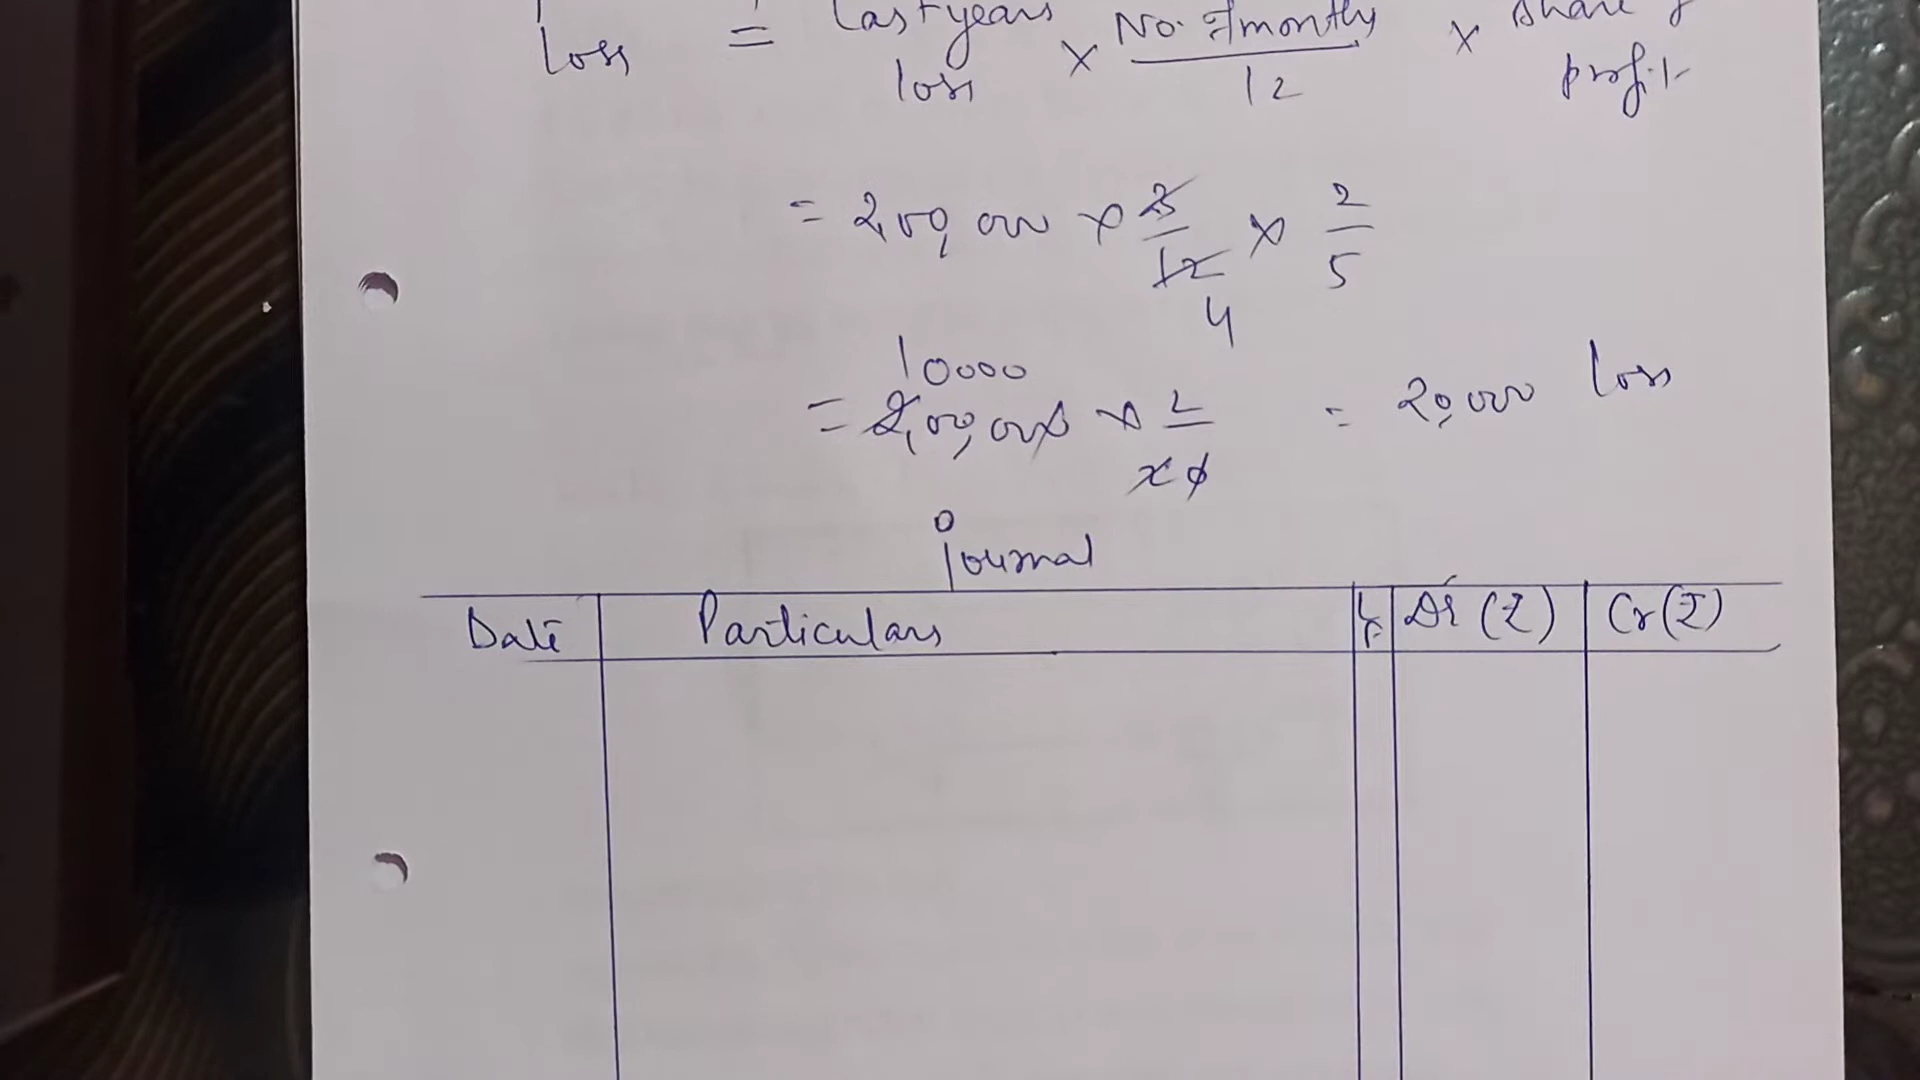 Loss = Last years loss × No. of months / 12 × Share of profit
= 2,00,000 × 3/12 × 2/5
4
10000
= 2,00,000 × 2/20 = 20,000 loss
Journal
Date Particulars L.F. Dr (₹) Cr (₹)